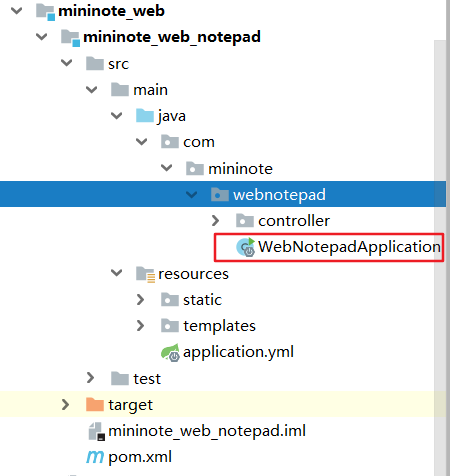 mininote_web
mininote_web_notepad
src
main
java
com
mininote
webnotepad
controller
WebNotepadApplication
resources
static
templates
application.yml
test
target
mininote_web_notepad.iml
pom.xml